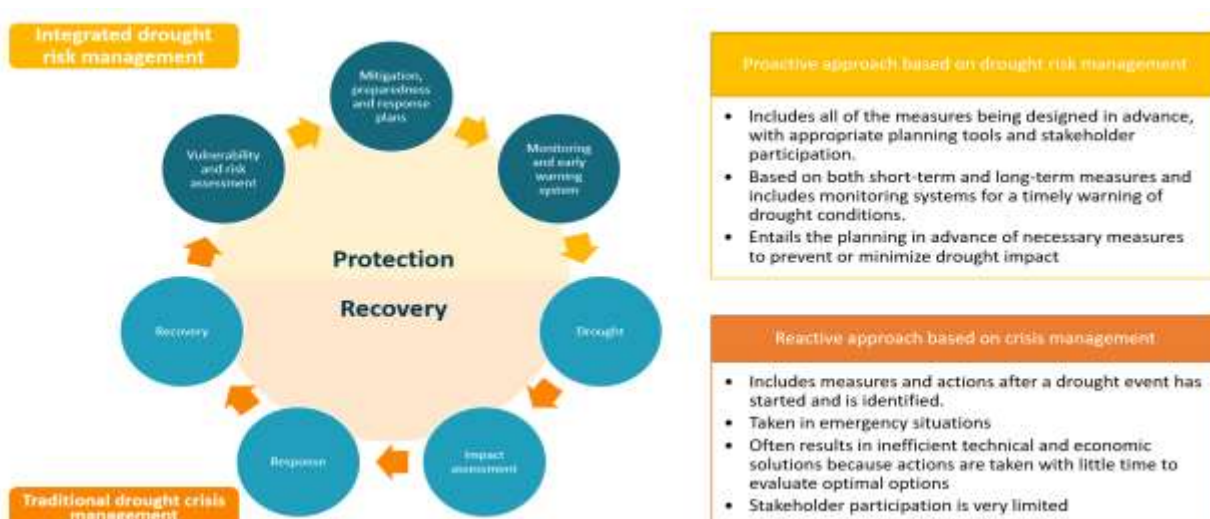 Integrated drought
risk management
Mitigation,
preparedness
and response
plans
Vulnerability
and risk
assessment
Monitoring
and early
warning
system
Protection
Recovery
Recovery
Drought
Response
Impact
assessment
Traditional drought crisis
management
Proactive approach based on drought risk management
• Includes all of the measures being designed in advance,
with appropriate planning tools and stakeholder
participation.
• Based on both short-term and long-term measures and
includes monitoring systems for a timely warning of
drought conditions.
• Entails the planning in advance of necessary measures
to prevent or minimize drought impact
Reactive approach based on crisis management
• Includes measures and actions after a drought event has
started and is identified.
• Taken in emergency situations
• Often results in inefficient technical and economic
solutions because actions are taken with little time to
evaluate optimal options
• Stakeholder participation is very limited